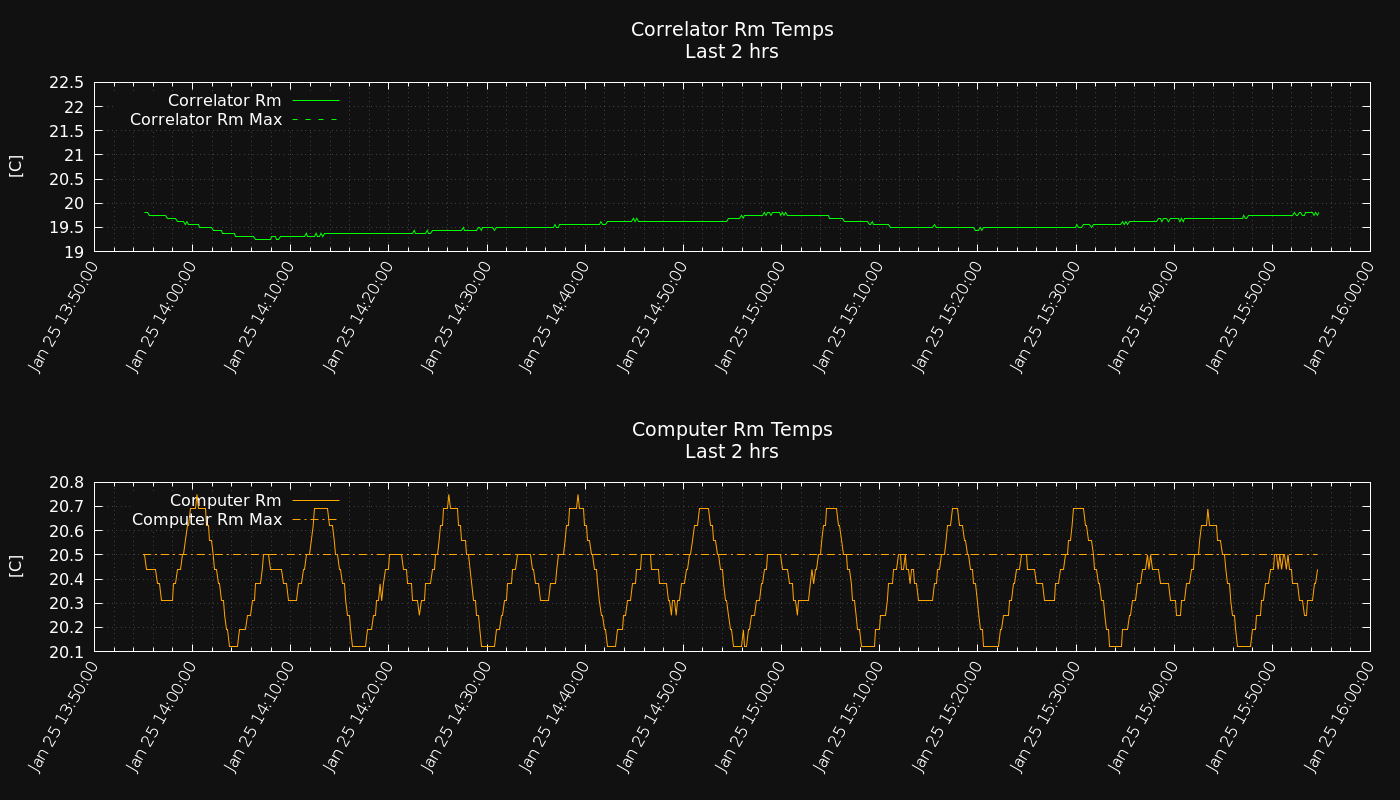 Correlator Rm Temps
Last 2 hrs
22.5
22
21.5
21
20.5
20
19.5
19
[C]
Correlator Rm
Correlator Rm Max
Jan 25 13:50:00
Jan 25 14:00:00
Jan 25 14:10:00
Jan 25 14:20:00
Jan 25 14:30:00
Jan 25 14:40:00
Jan 25 14:50:00
Jan 25 15:00:00
Jan 25 15:10:00
Jan 25 15:20:00
Jan 25 15:30:00
Jan 25 15:40:00
Jan 25 15:50:00
Jan 25 16:00:00
Computer Rm Temps
Last 2 hrs
20.8
20.7
20.6
20.5
20.4
20.3
20.2
20.1
[C]
Computer Rm
Computer Rm Max
Jan 25 13:50:00
Jan 25 14:00:00
Jan 25 14:10:00
Jan 25 14:20:00
Jan 25 14:30:00
Jan 25 14:40:00
Jan 25 14:50:00
Jan 25 15:00:00
Jan 25 15:10:00
Jan 25 15:20:00
Jan 25 15:30:00
Jan 25 15:40:00
Jan 25 15:50:00
Jan 25 16:00:00